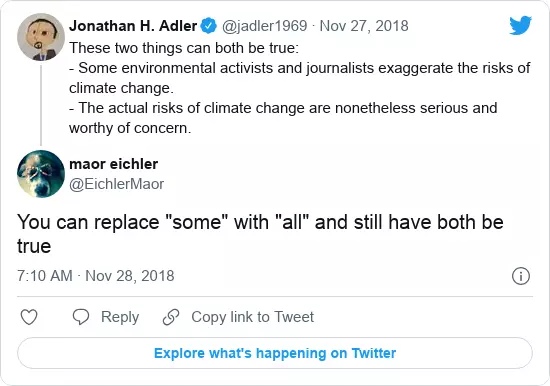 Jonathan H. Adler @jadler1969 · Nov 27, 2018
These two things can both be true:
- Some environmental activists and journalists exaggerate the risks of
climate change.
- The actual risks of climate change are nonetheless serious and
worthy of concern.
maor eichler
@EichlerMaor
You can replace "some" with "all" and still have both be
true
7:10 AM · Nov 28, 2018
Reply
Copy link to Tweet
Explore what's happening on Twitter